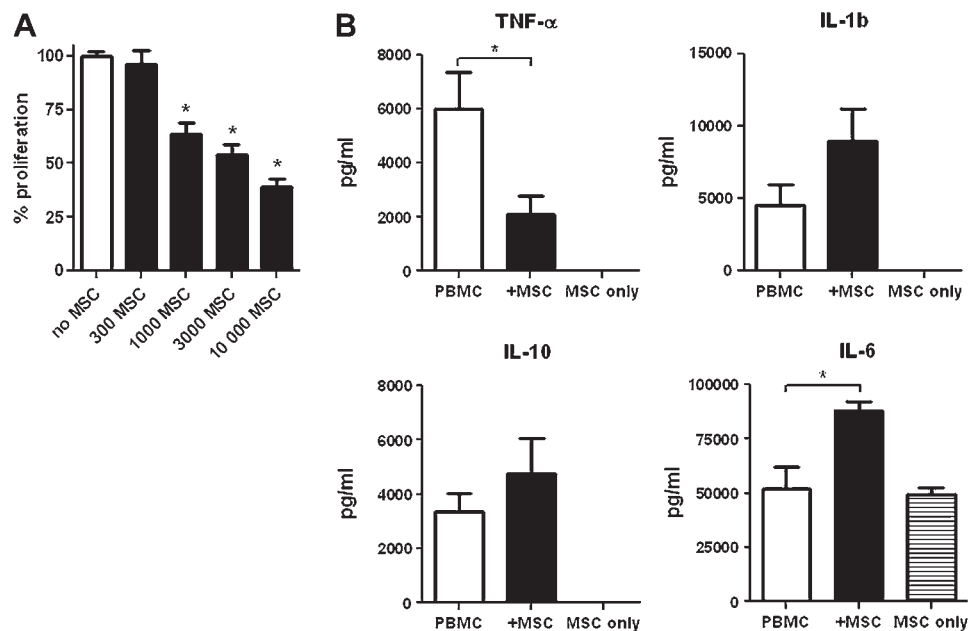 A
100
75
50
25
0
% proliferation
* * *
no MSC
300 MSC
1000 MSC
3000 MSC
10 000 MSC
B
TNF-α
8000
6000
4000
2000
0
pg/ml
*
PBMC +MSC MSC only
IL-1b
15000
10000
5000
0
pg/ml
PBMC +MSC MSC only
IL-10
8000
6000
4000
2000
0
pg/ml
PBMC +MSC MSC only
IL-6
100000
75000
50000
25000
0
pg/ml
*
PBMC +MSC MSC only